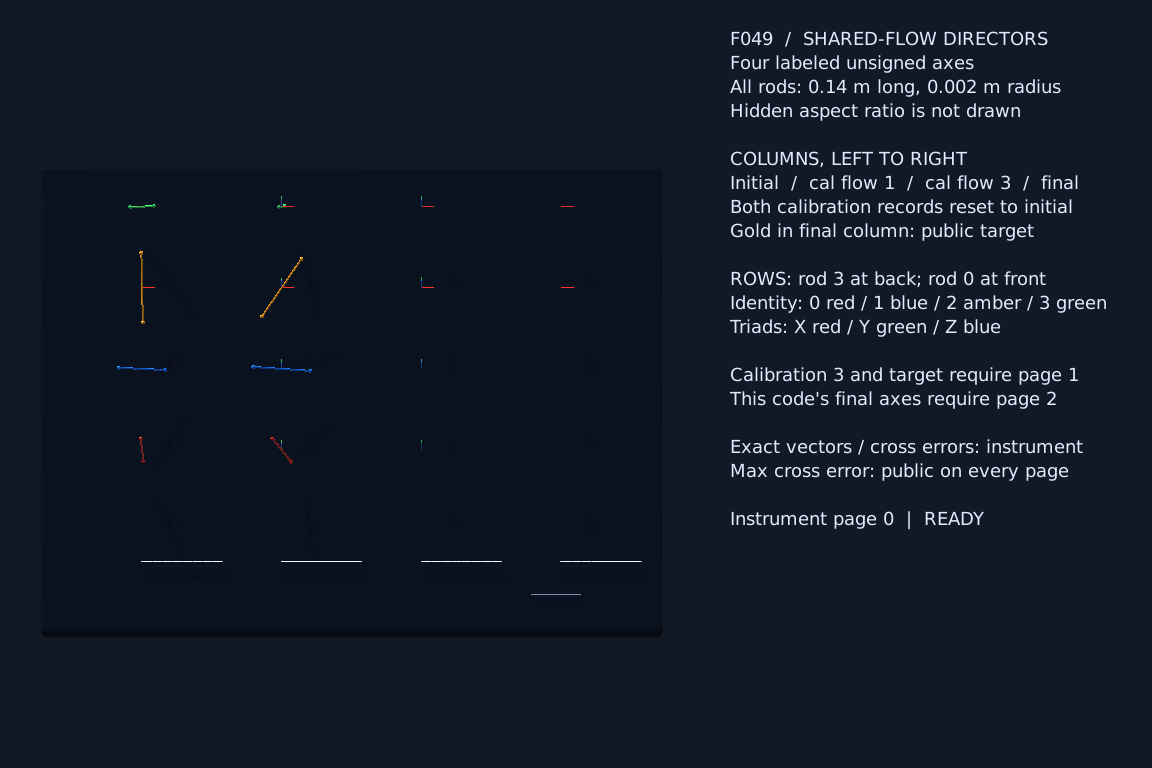 F049 / SHARED-FLOW DIRECTORS
Four labeled unsigned axes
All rods: 0.14 m long, 0.002 m radius
Hidden aspect ratio is not drawn
COLUMNS, LEFT TO RIGHT
Initial / cal flow 1 / cal flow 3 / final
Both calibration records reset to initial
Gold in final column: public target
ROWS: rod 3 at back; rod 0 at front
Identity: 0 red / 1 blue / 2 amber / 3 green
Triads: X red / Y green / Z blue
Calibration 3 and target require page 1
This code's final axes require page 2
Exact vectors / cross errors: instrument
Max cross error: public on every page
Instrument page 0 | READY